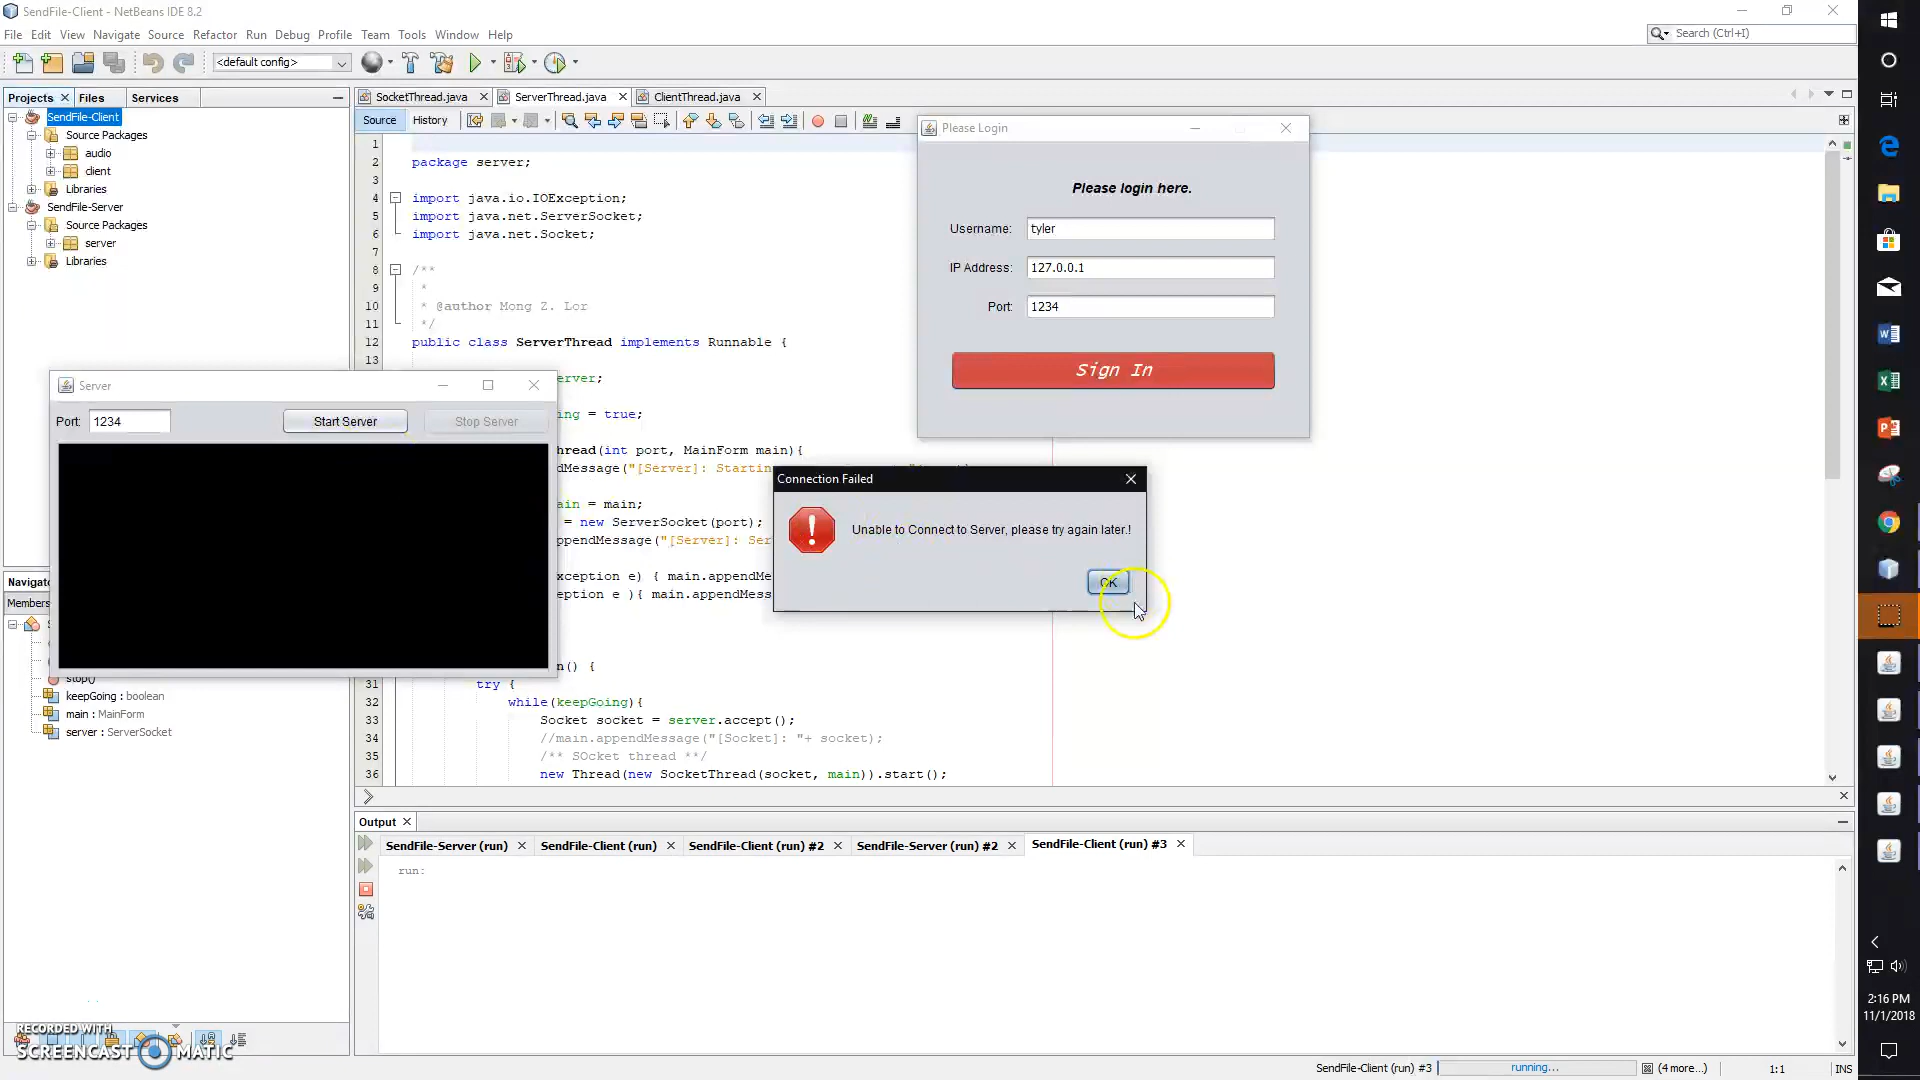 SendFile-Client - NetBeans IDE 8.2
File Edit View Navigate Source Refactor Run Debug Profile Team Tools Window Help
Search (Ctrl+I)
<default config>
Projects Files Services
SocketThread.java ServerThread.java ClientThread.java
SendFile-Client
Source Packages
audio
client
Libraries
SendFile-Server
Source Packages
server
Libraries
Source History
1
2 package server;
3
4 import java.io.IOException;
5 import java.net.ServerSocket;
6 import java.net.Socket;
7
8 /**
9 *
10 * @author Mong Z. Lor
11 */
12 public class ServerThread implements Runnable {
13
erver;
ing = true;
hread(int port, MainForm main){
dMessage("[Server]: Startin
ain = main;
= new ServerSocket(port);
ppendMessage("[Server]: Ser
xception e) { main.appendMe
eption e ){ main.appendMess
n() {
31 try {
32 while(keepGoing){
33 Socket socket = server.accept();
34 //main.appendMessage("[Socket]: "+ socket);
35 /** SOcket thread **/
36 new Thread(new SocketThread(socket, main)).start();
Please Login
Please login here.
Username: tyler
IP Address: 127.0.0.1
Port: 1234
Sign In
Server
Port: 1234 Start Server Stop Server
Connection Failed
Unable to Connect to Server, please try again later.!
OK
Navigato
Members
S
stop()
keepGoing : boolean
main : MainForm
server : ServerSocket
Output
SendFile-Server (run) SendFile-Client (run) SendFile-Client (run) #2 SendFile-Server (run) #2 SendFile-Client (run) #3
run:
RECORDED WITH
SCREENCAST MATIC
SendFile-Client (run) #3 running... (4 more...) 1:1 INS
2:16 PM
11/1/2018